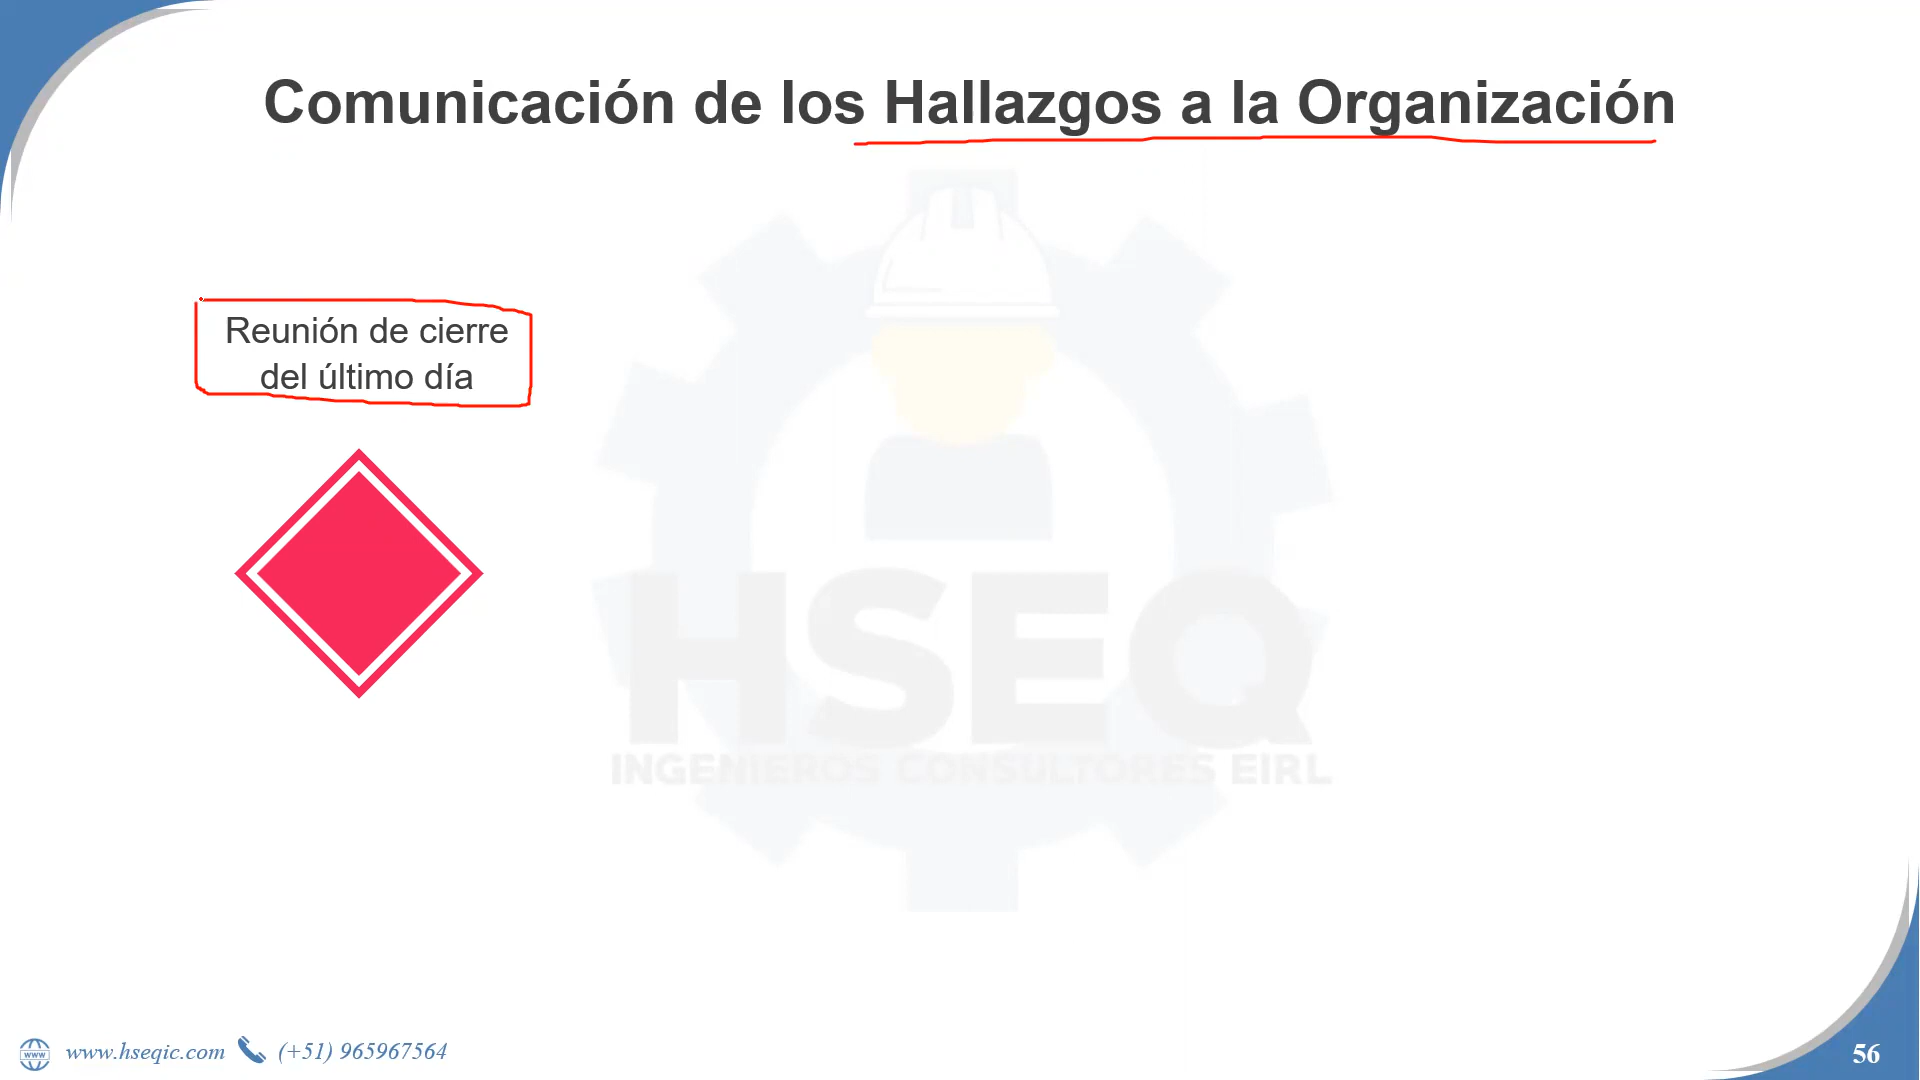 Comunicación de los Hallazgos a la Organización
Reunión de cierre
del último día
HSEQ
INGENIEROS CONSULTORES EIRL
www
www.hseqic.com (+51) 965967564
56